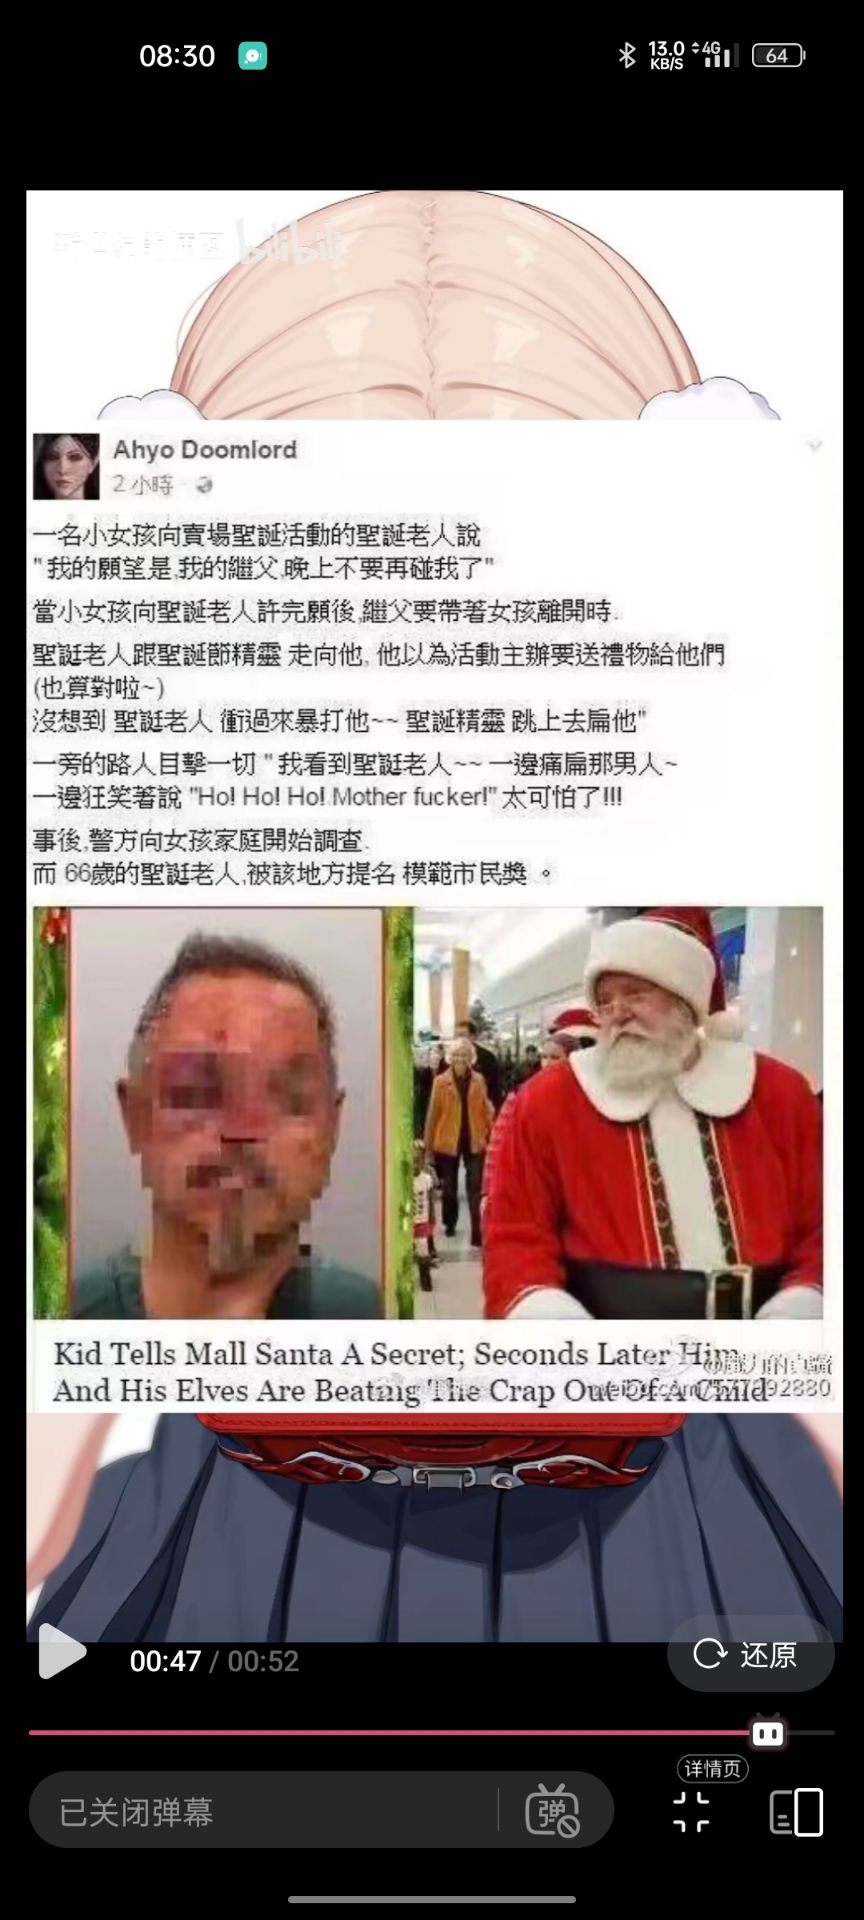 08:30
13.0 KB/S
4G
64
bilibili
Ahyo Doomlord
2 小時
一名小女孩向賣場聖誕活動的聖誕老人說
"我的願望是,我的繼父,晚上不要再碰我了"
當小女孩向聖誕老人許完願後,繼父要帶著女孩離開時.
聖誕老人跟聖誕節精靈 走向他, 他以為活動主辦要送禮物給他們
(也算對啦~)
沒想到 聖誕老人 衝過來暴打他~~ 聖誕精靈 跳上去扁他"
一旁的路人目擊一切 " 我看到聖誕老人~~ 一邊痛扁那男人~
一邊狂笑著說 "Ho! Ho! Ho! Mother fucker!" 太可怕了!!!
事後,警方向女孩家庭開始調查.
而 66歲的聖誕老人,被該地方提名 模範市民獎 。
Kid Tells Mall Santa A Secret; Seconds Later Him
And His Elves Are Beating The Crap Out Of A Child
00:47 / 00:52
还原
详情页
已关闭弹幕
弹